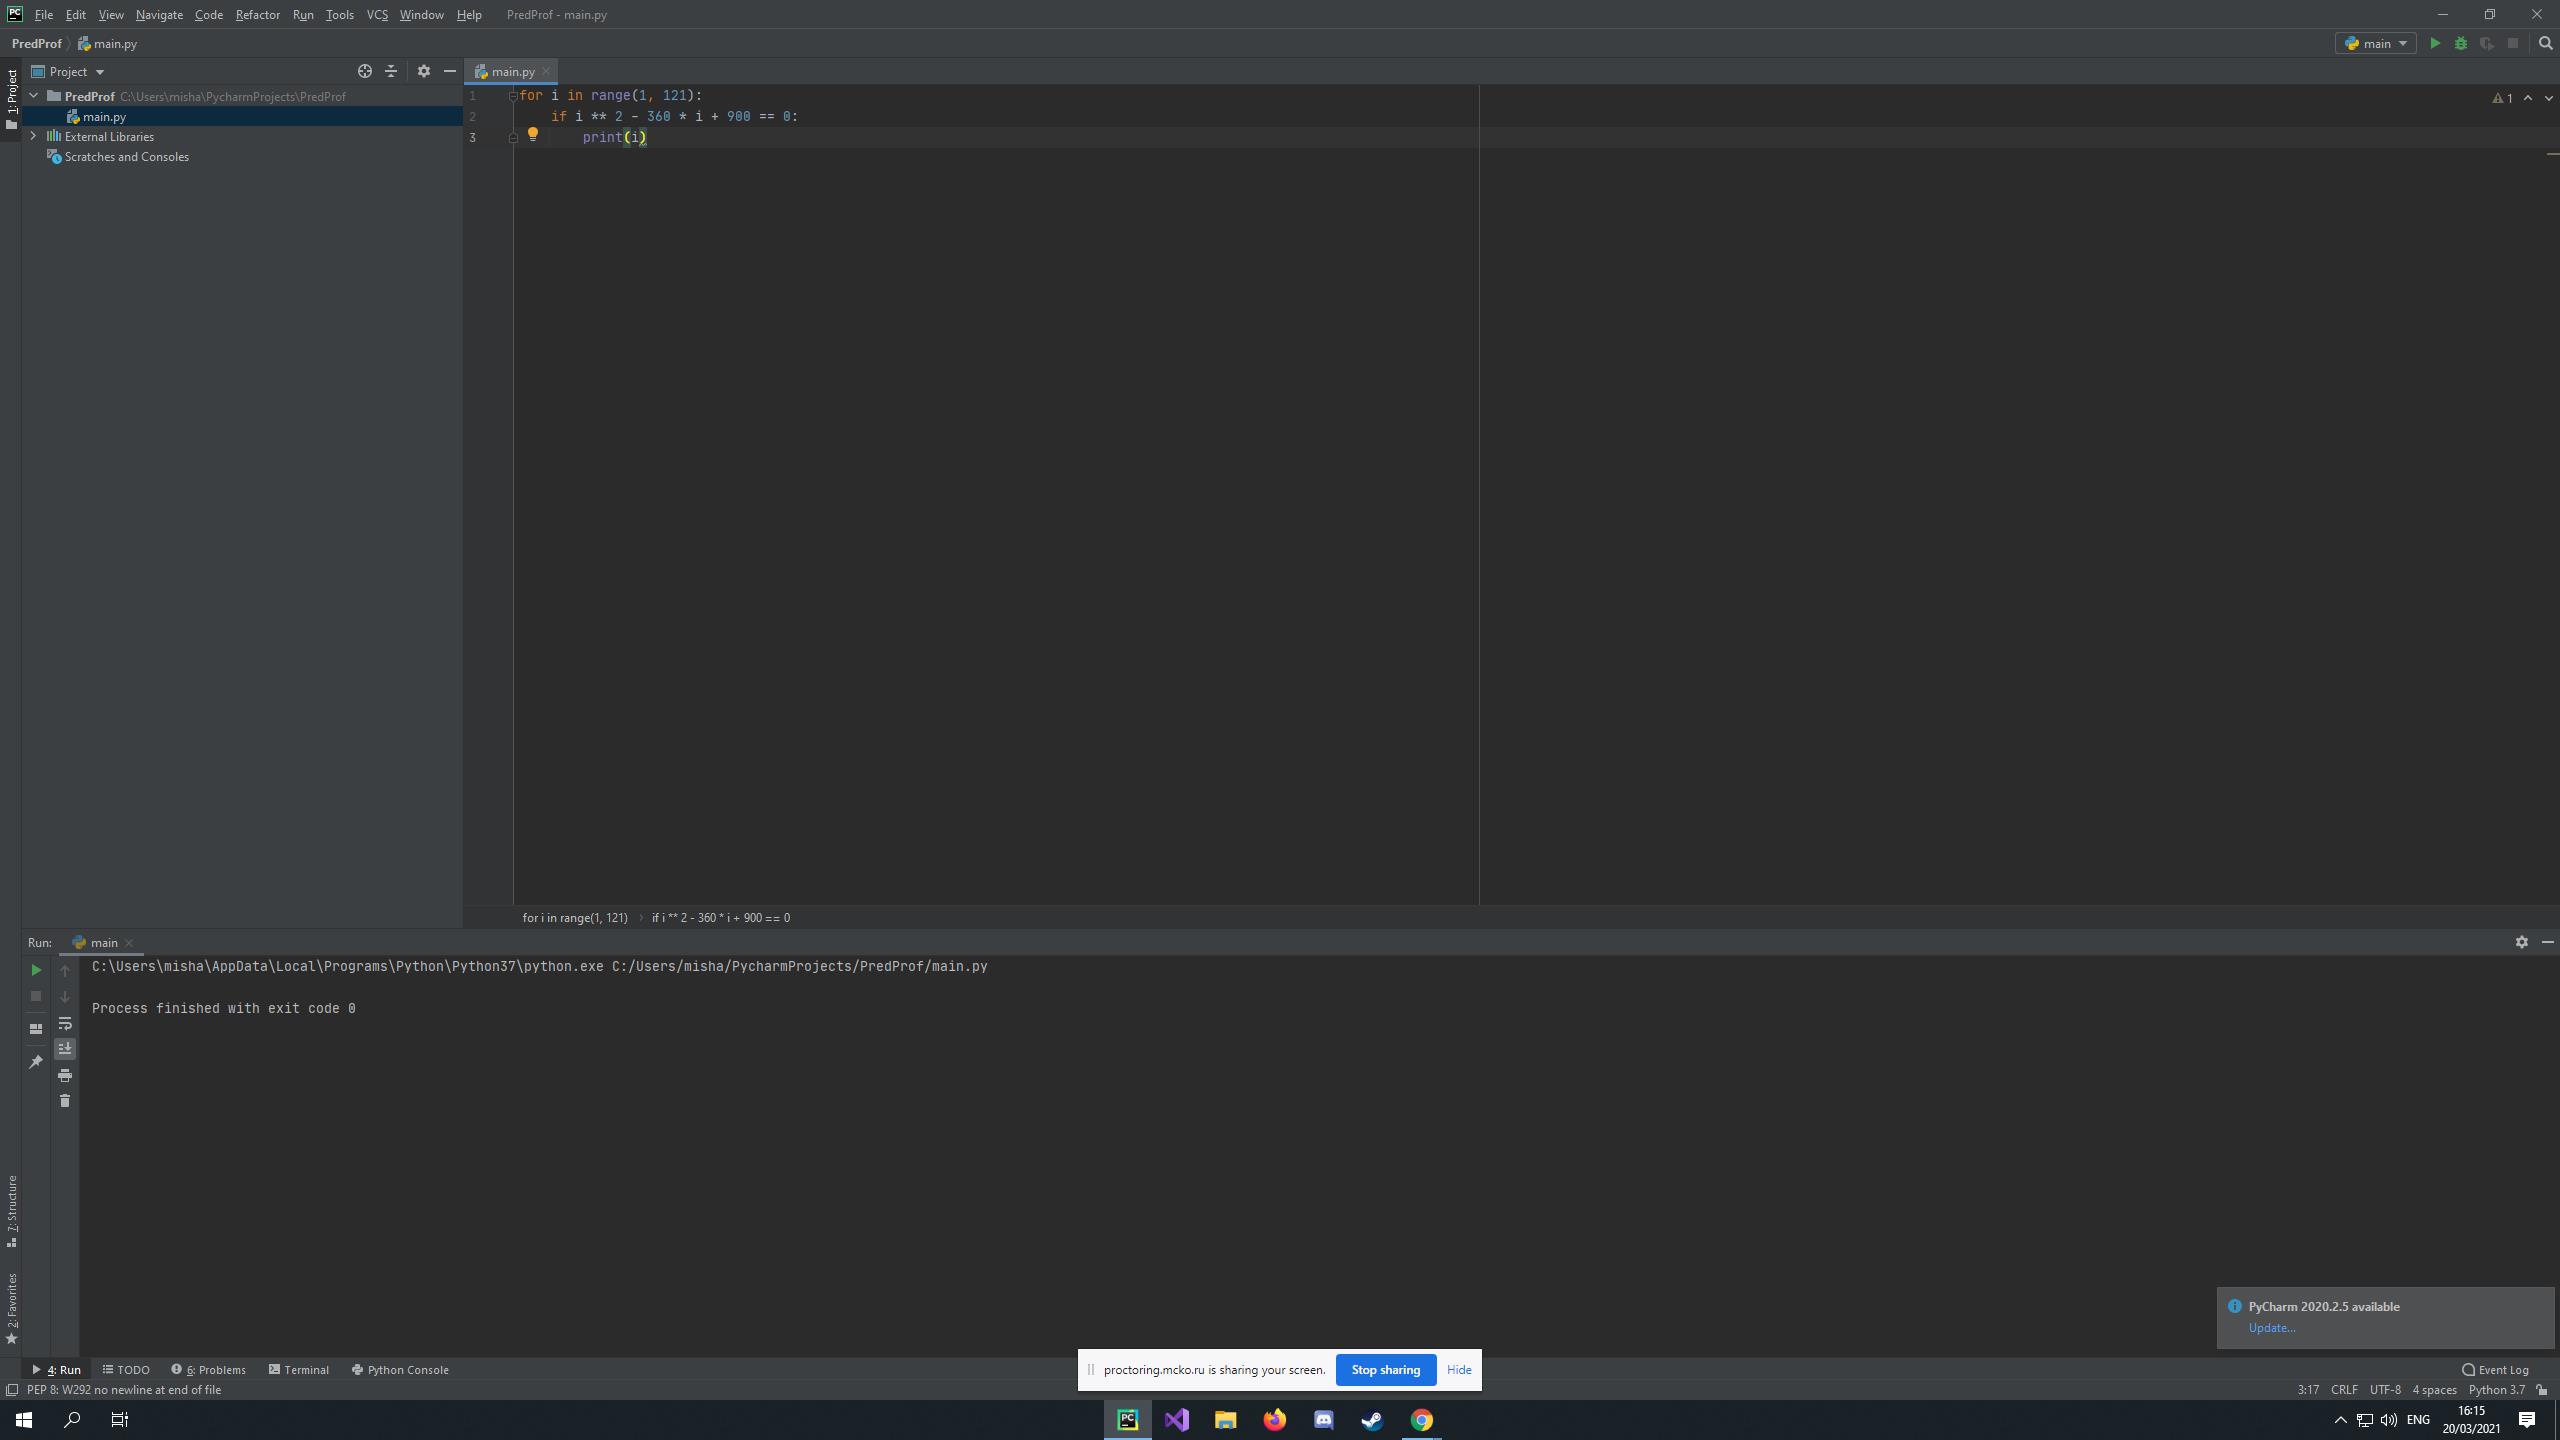 PC File Edit View Navigate Code Refactor Run Tools VCS Window Help PredProf - main.py
PredProf main.py
main
Project
main.py
1: Project
PredProf C:\Users\misha\PycharmProjects\PredProf
main.py
External Libraries
Scratches and Consoles
1 for i in range(1, 121):
2 if i ** 2 - 360 * i + 900 == 0:
3 print(i)
1
for i in range(1, 121) › if i ** 2 - 360 * i + 900 == 0
Run: main
C:\Users\misha\AppData\Local\Programs\Python\Python37\python.exe C:/Users/misha/PycharmProjects/PredProf/main.py
Process finished with exit code 0
7: Structure
2: Favorites
PyCharm 2020.2.5 available
Update...
4: Run TODO 6: Problems Terminal Python Console
proctoring.mcko.ru is sharing your screen. Stop sharing Hide
Event Log
PEP 8: W292 no newline at end of file
3:17 CRLF UTF-8 4 spaces Python 3.7
PC
ENG
16:15
20/03/2021